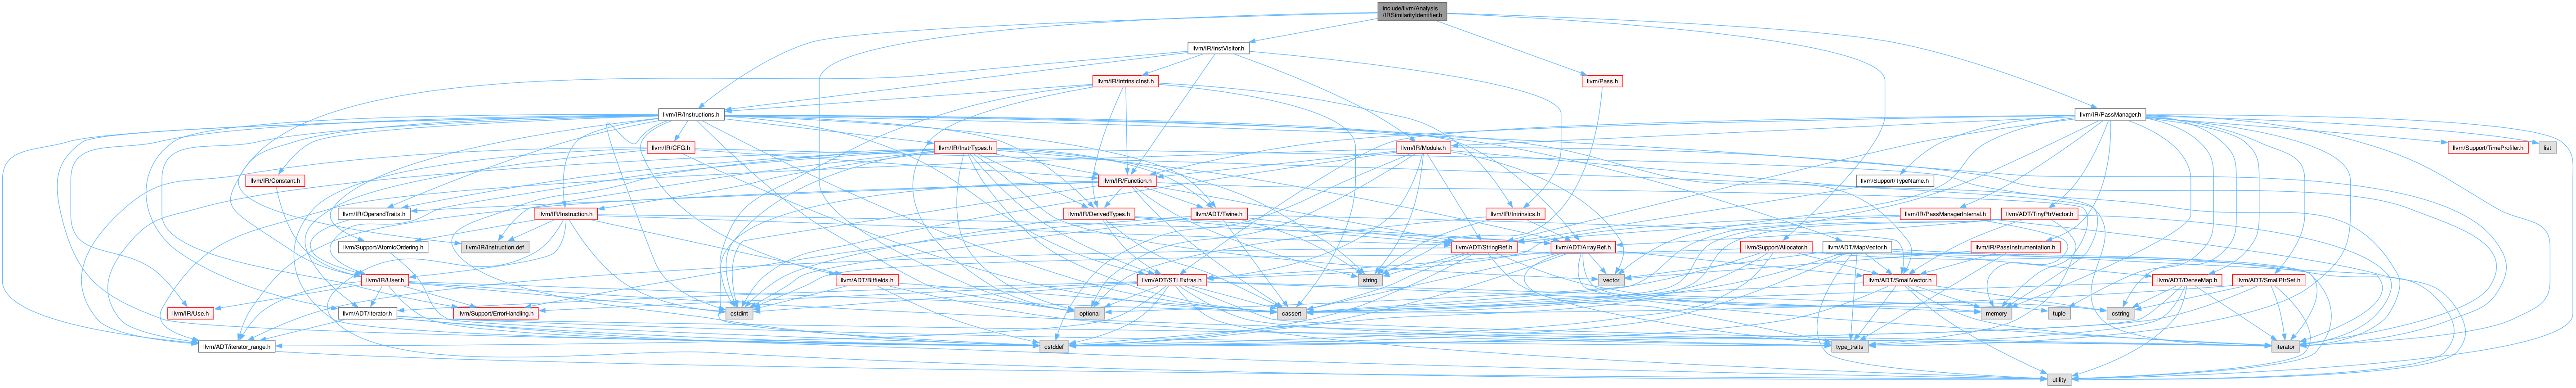 include/llvm/Analysis
/IRSimilarityIdentifier.h
llvm/IR/InstVisitor.h
llvm/IR/IntrinsicInst.h
llvm/Pass.h
llvm/IR/Instructions.h
llvm/IR/PassManager.h
llvm/IR/CFG.h
llvm/IR/InstrTypes.h
llvm/IR/Module.h
llvm/Support/TimeProfiler.h
list
llvm/IR/Constant.h
llvm/IR/Function.h
llvm/Support/TypeName.h
llvm/IR/OperandTraits.h
llvm/IR/Instruction.h
llvm/IR/DerivedTypes.h
llvm/ADT/Twine.h
llvm/IR/Intrinsics.h
llvm/IR/PassManagerInternal.h
llvm/ADT/TinyPtrVector.h
llvm/Support/AtomicOrdering.h
llvm/IR/Instruction.def
llvm/ADT/StringRef.h
llvm/ADT/ArrayRef.h
llvm/Support/Allocator.h
llvm/ADT/MapVector.h
llvm/IR/PassInstrumentation.h
llvm/IR/User.h
llvm/ADT/Bitfields.h
llvm/ADT/STLExtras.h
string
vector
llvm/ADT/SmallVector.h
llvm/ADT/DenseMap.h
llvm/ADT/SmallPtrSet.h
llvm/IR/Use.h
llvm/ADT/iterator.h
llvm/Support/ErrorHandling.h
cstdint
optional
cassert
memory
tuple
cstring
llvm/ADT/iterator_range.h
cstddef
type_traits
iterator
utility